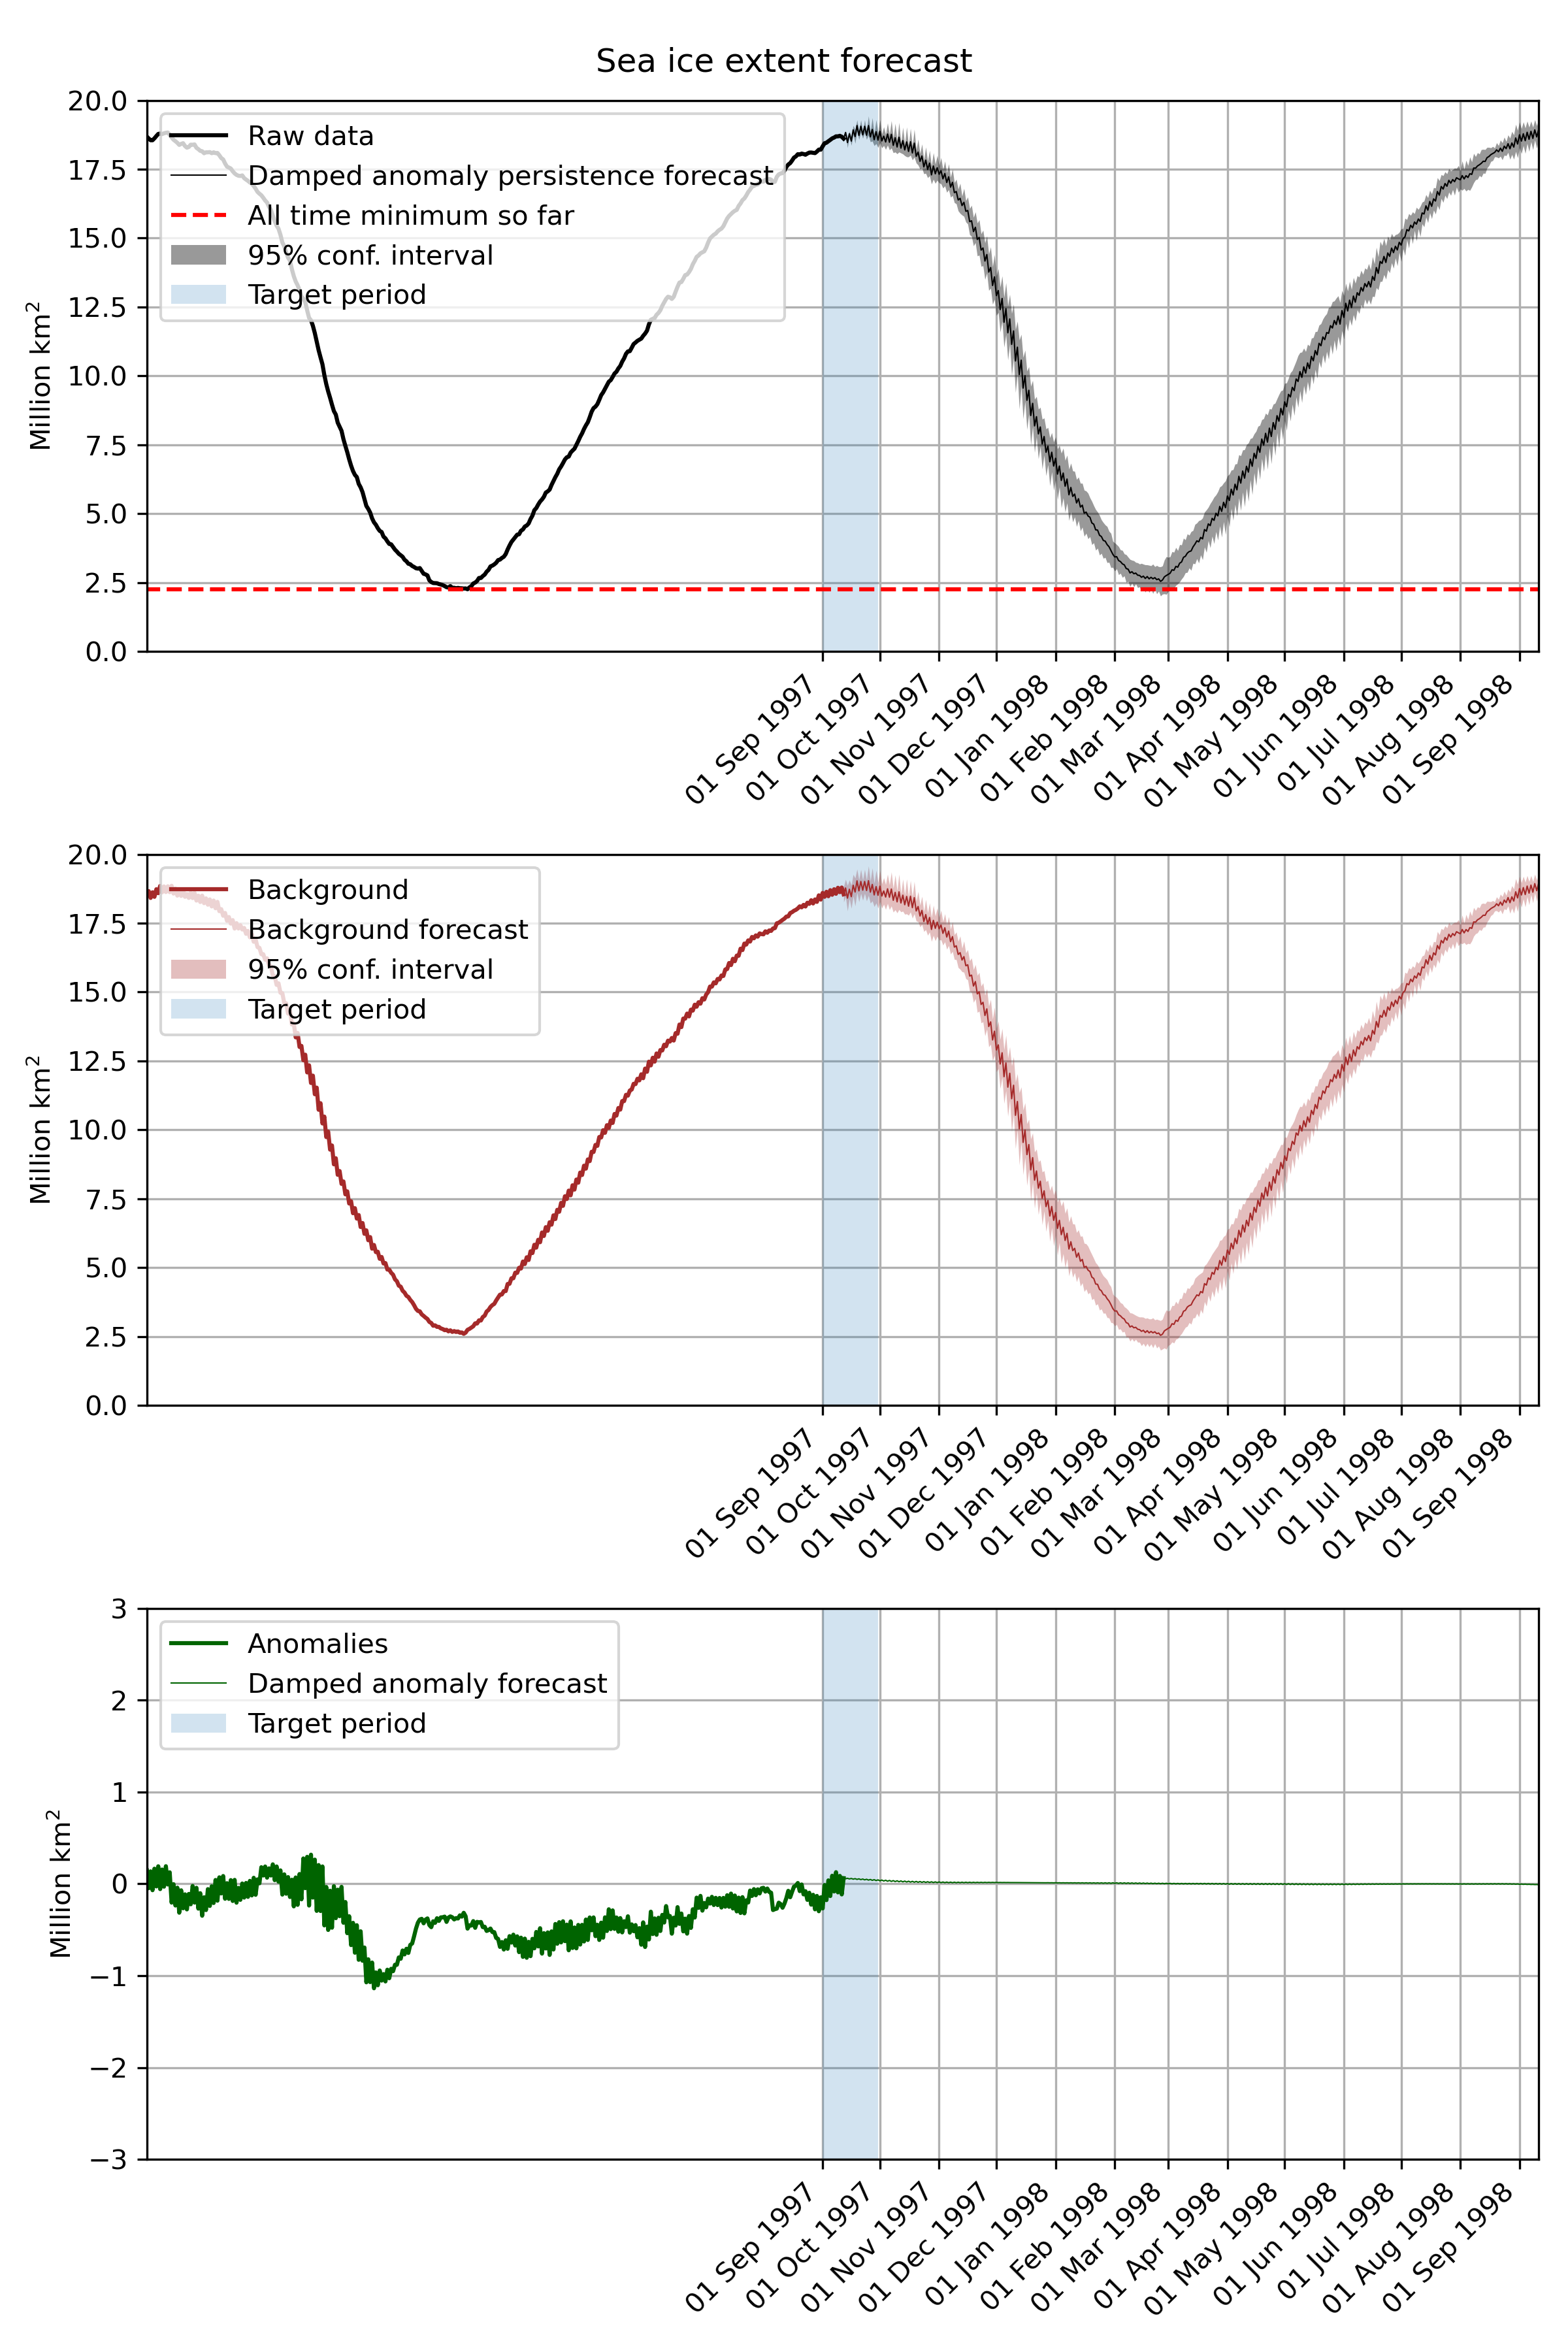 Sea ice extent forecast
20.0
17.5
15.0
12.5
10.0
7.5
5.0
2.5
0.0
Million km²
Raw data
Damped anomaly persistence forecast
All time minimum so far
95% conf. interval
Target period
01 Sep 1997
01 Oct 1997
01 Nov 1997
01 Dec 1997
01 Jan 1998
01 Feb 1998
01 Mar 1998
01 Apr 1998
01 May 1998
01 Jun 1998
01 Jul 1998
01 Aug 1998
01 Sep 1998
20.0
17.5
15.0
12.5
10.0
7.5
5.0
2.5
0.0
Million km²
Background
Background forecast
95% conf. interval
Target period
01 Sep 1997
01 Oct 1997
01 Nov 1997
01 Dec 1997
01 Jan 1998
01 Feb 1998
01 Mar 1998
01 Apr 1998
01 May 1998
01 Jun 1998
01 Jul 1998
01 Aug 1998
01 Sep 1998
3
2
1
0
−1
−2
−3
Million km²
Anomalies
Damped anomaly forecast
Target period
01 Sep 1997
01 Oct 1997
01 Nov 1997
01 Dec 1997
01 Jan 1998
01 Feb 1998
01 Mar 1998
01 Apr 1998
01 May 1998
01 Jun 1998
01 Jul 1998
01 Aug 1998
01 Sep 1998